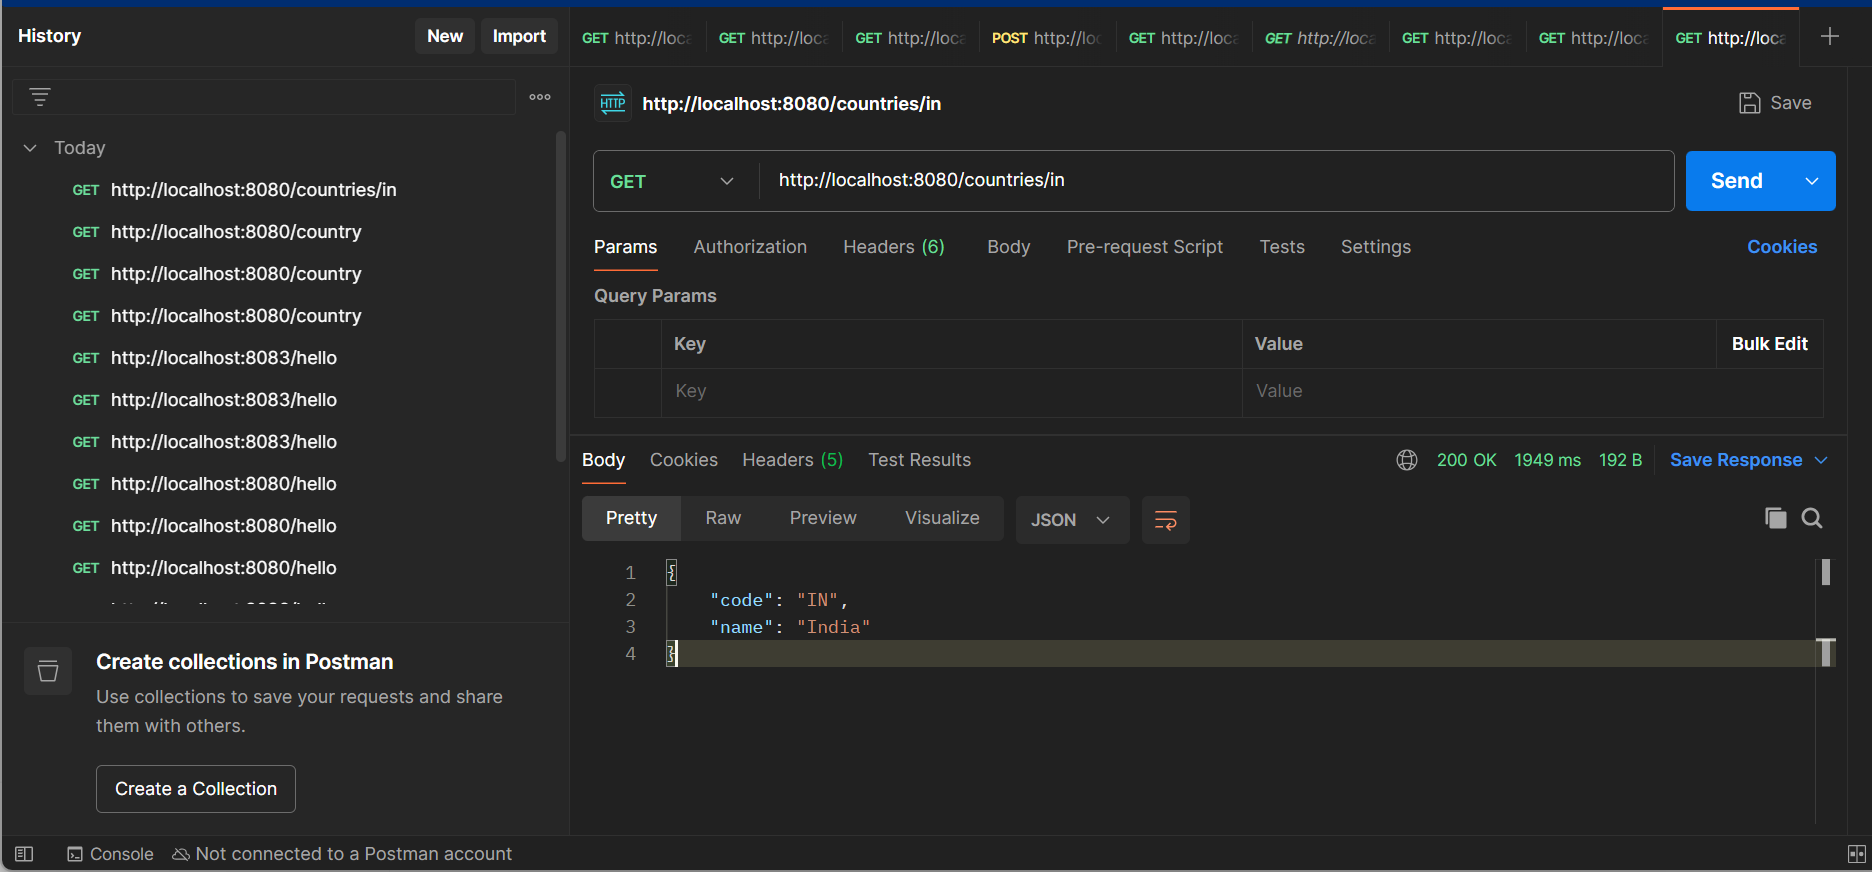 History
New
Import
Today
GET http://localhost:8080/countries/in
GET http://localhost:8080/country
GET http://localhost:8080/country
GET http://localhost:8080/country
GET http://localhost:8083/hello
GET http://localhost:8083/hello
GET http://localhost:8083/hello
GET http://localhost:8080/hello
GET http://localhost:8080/hello
GET http://localhost:8080/hello
Create collections in Postman
Use collections to save your requests and share
them with others.
Create a Collection
GET http://loca GET http://loca GET http://loca POST http://loc GET http://loca GET http://loca GET http://loca GET http://loca GET http://loca
HTTP http://localhost:8080/countries/in
Save
GET http://localhost:8080/countries/in
Send
Params Authorization Headers (6) Body Pre-request Script Tests Settings Cookies
Query Params
Key Value Bulk Edit
Key Value
Body Cookies Headers (5) Test Results 200 OK 1949 ms 192 B Save Response
Pretty Raw Preview Visualize JSON
1 {
2 "code": "IN",
3 "name": "India"
4 }
Console Not connected to a Postman account